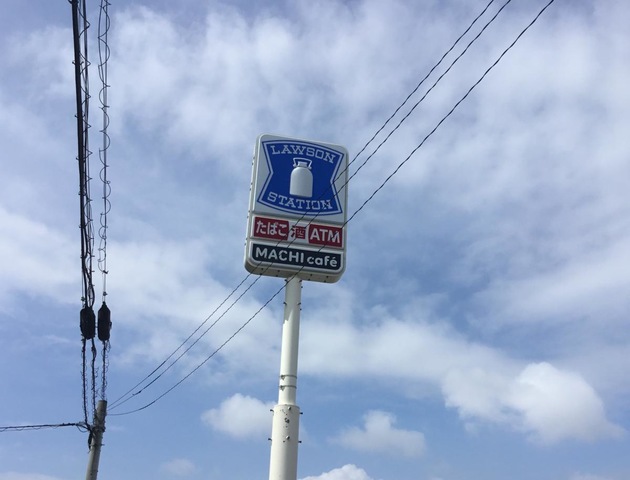 LAWSON
STATION
たばこ 酒 ATM
MACHI café